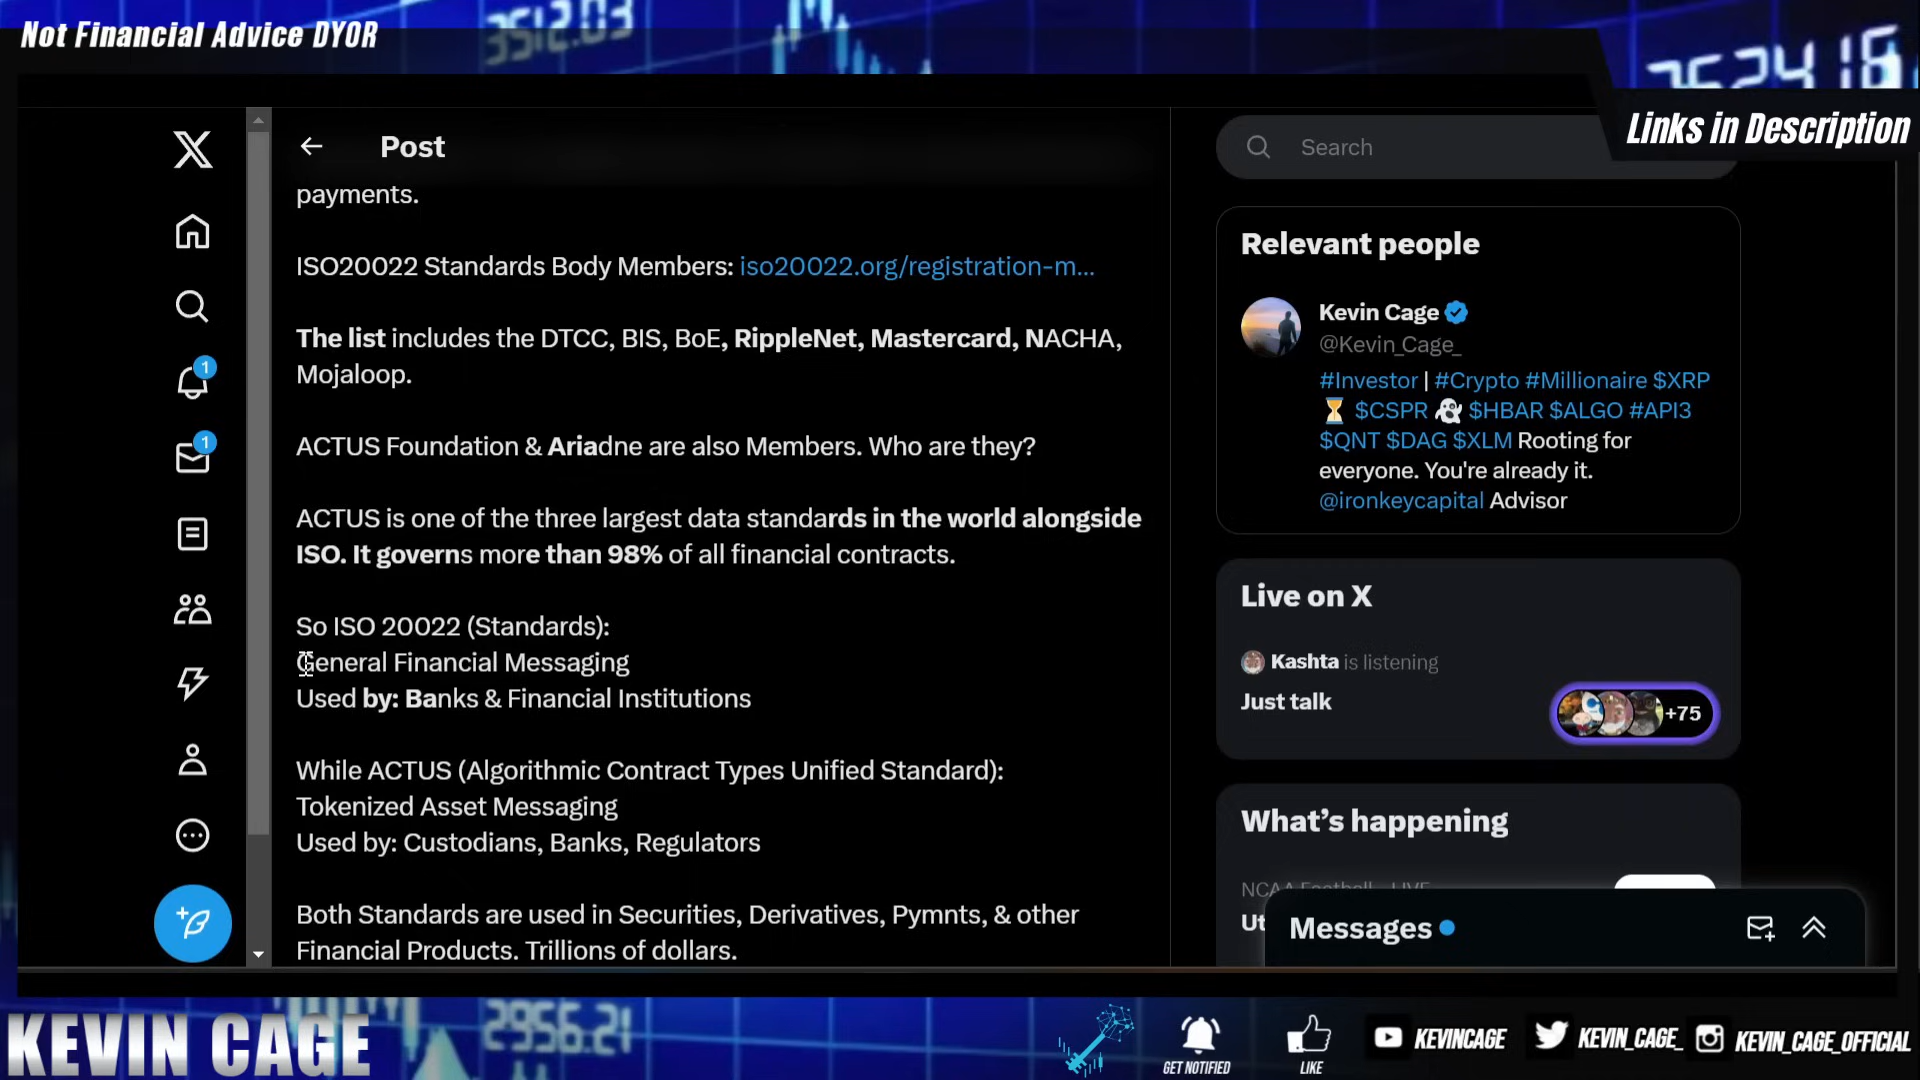 Not Financial Advice DYOR
3512.03
Links in Description
Post
Search
payments.
ISO20022 Standards Body Members: iso20022.org/registration-m...
The list includes the DTCC, BIS, BoE, RippleNet, Mastercard, NACHA,
Mojaloop.
ACTUS Foundation & Ariadne are also Members. Who are they?
ACTUS is one of the three largest data standards in the world alongside
ISO. It governs more than 98% of all financial contracts.
So ISO 20022 (Standards):
General Financial Messaging
Used by: Banks & Financial Institutions
While ACTUS (Algorithmic Contract Types Unified Standard):
Tokenized Asset Messaging
Used by: Custodians, Banks, Regulators
Both Standards are used in Securities, Derivatives, Pymnts, & other
Financial Products. Trillions of dollars.
1
1
Relevant people
Kevin Cage
@Kevin_Cage_
#Investor | #Crypto #Millionaire $XRP
⏳ $CSPR 👻 $HBAR $ALGO #API3
$QNT $DAG $XLM Rooting for
everyone. You're already it.
@ironkeycapital Advisor
Live on X
Kashta is listening
Just talk
+75
What's happening
NCAA Football · LIVE
Ut
Messages
2956.21
KEVIN CAGE
GET NOTIFIED
LIKE
KEVINCAGE
KEVIN_CAGE_
KEVIN_CAGE_OFFICIAL